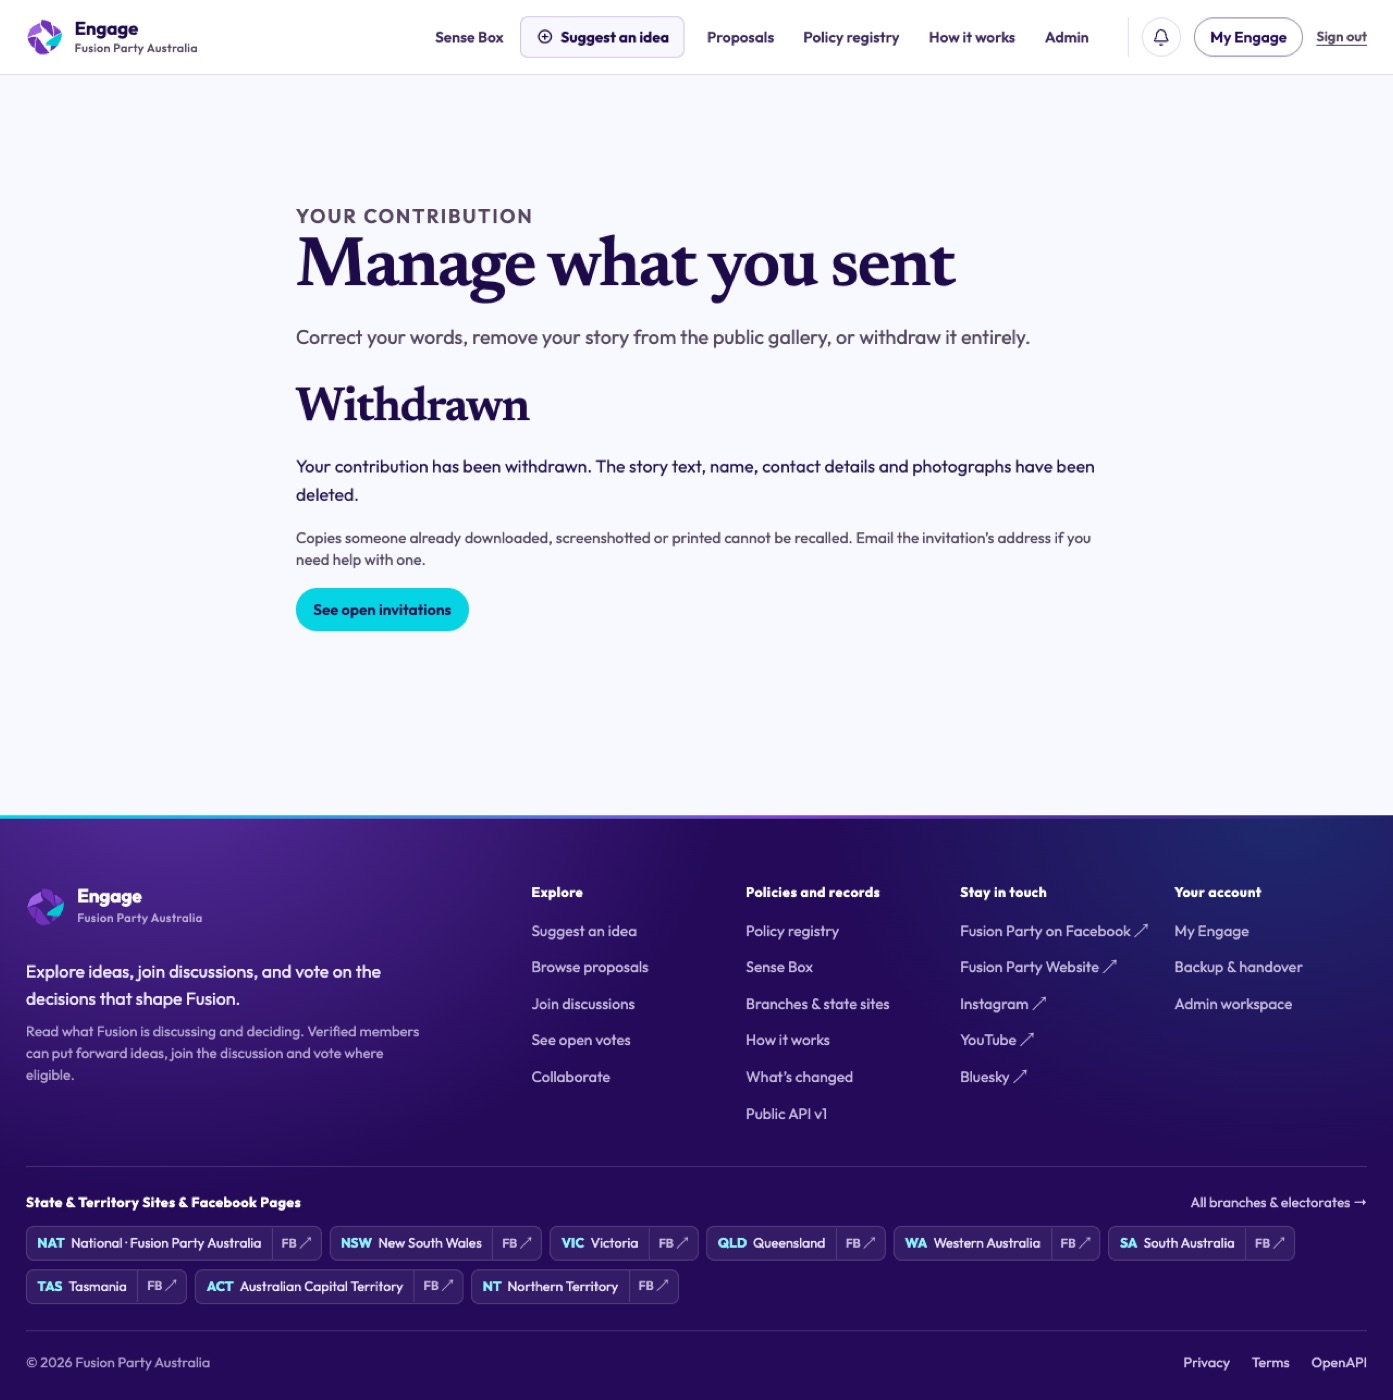 Engage
Fusion Party Australia
Sense Box
Suggest an idea
Proposals
Policy registry
How it works
Admin
My Engage
Sign out
YOUR CONTRIBUTION
Manage what you sent
Correct your words, remove your story from the public gallery, or withdraw it entirely.
Withdrawn
Your contribution has been withdrawn. The story text, name, contact details and photographs have been
deleted.
Copies someone already downloaded, screenshotted or printed cannot be recalled. Email the invitation's address if you
need help with one.
See open invitations
Engage
Fusion Party Australia
Explore ideas, join discussions, and vote on the
decisions that shape Fusion.
Read what Fusion is discussing and deciding. Verified members
can put forward ideas, join the discussion and vote where
eligible.
Explore
Suggest an idea
Browse proposals
Join discussions
See open votes
Collaborate
Policies and records
Policy registry
Sense Box
Branches & state sites
How it works
What's changed
Public API v1
Stay in touch
Fusion Party on Facebook ↗
Fusion Party Website ↗
Instagram ↗
YouTube ↗
Bluesky ↗
Your account
My Engage
Backup & handover
Admin workspace
State & Territory Sites & Facebook Pages
All branches & electorates →
NAT National · Fusion Party Australia FB ↗
NSW New South Wales FB ↗
VIC Victoria FB ↗
QLD Queensland FB ↗
WA Western Australia FB ↗
SA South Australia FB ↗
TAS Tasmania FB ↗
ACT Australian Capital Territory FB ↗
NT Northern Territory FB ↗
© 2026 Fusion Party Australia
Privacy
Terms
OpenAPI